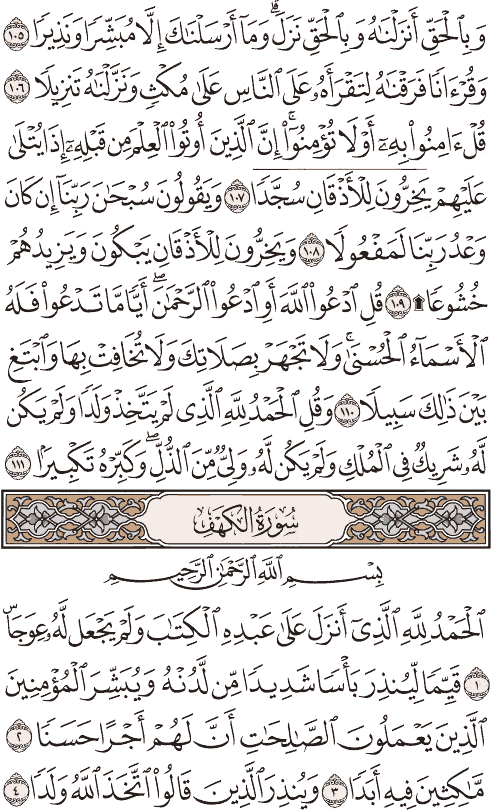 وَبِٱلْحَقِّ أَنزَلْنَٰهُ وَبِٱلْحَقِّ نَزَلَ ۗ وَمَآ أَرْسَلْنَٰكَ إِلَّا مُبَشِّرًا وَنَذِيرًا ١٠٥
وَقُرْءَانًا فَرَقْنَٰهُ لِتَقْرَأَهُۥ عَلَى ٱلنَّاسِ عَلَىٰ مُكْثٍ وَنَزَّلْنَٰهُ تَنزِيلًا ١٠٦
قُلْ ءَامِنُوا۟ بِهِۦٓ أَوْ لَا تُؤْمِنُوٓا۟ ۚ إِنَّ ٱلَّذِينَ أُوتُوا۟ ٱلْعِلْمَ مِن قَبْلِهِۦٓ إِذَا يُتْلَىٰ
عَلَيْهِمْ يَخِرُّونَ لِلْأَذْقَانِ سُجَّدًا ١٠٧ وَيَقُولُونَ سُبْحَٰنَ رَبِّنَآ إِن كَانَ
وَعْدُ رَبِّنَا لَمَفْعُولًا ١٠٨ وَيَخِرُّونَ لِلْأَذْقَانِ يَبْكُونَ وَيَزِيدُهُمْ
خُشُوعًا ١٠٩ قُلِ ٱدْعُوا۟ ٱللَّهَ أَوِ ٱدْعُوا۟ ٱلرَّحْمَٰنَ ۖ أَيًّا مَّا تَدْعُوا۟ فَلَهُ
ٱلْأَسْمَآءُ ٱلْحُسْنَىٰ ۚ وَلَا تَجْهَرْ بِصَلَاتِكَ وَلَا تُخَافِتْ بِهَا وَٱبْتَغِ
بَيْنَ ذَٰلِكَ سَبِيلًا ١١٠ وَقُلِ ٱلْحَمْدُ لِلَّهِ ٱلَّذِى لَمْ يَتَّخِذْ وَلَدًا وَلَمْ يَكُن
لَّهُۥ شَرِيكٌ فِى ٱلْمُلْكِ وَلَمْ يَكُن لَّهُۥ وَلِىٌّ مِّنَ ٱلذُّلِّ ۖ وَكَبِّرْهُ تَكْبِيرًۢا ١١١
سُورَةُ الكَهْفِ
بِسْمِ ٱللَّهِ ٱلرَّحْمَٰنِ ٱلرَّحِيمِ
ٱلْحَمْدُ لِلَّهِ ٱلَّذِىٓ أَنزَلَ عَلَىٰ عَبْدِهِ ٱلْكِتَٰبَ وَلَمْ يَجْعَل لَّهُۥ عِوَجَا ۜ
١ قَيِّمًا لِّيُنذِرَ بَأْسًا شَدِيدًا مِّن لَّدُنْهُ وَيُبَشِّرَ ٱلْمُؤْمِنِينَ
ٱلَّذِينَ يَعْمَلُونَ ٱلصَّٰلِحَٰتِ أَنَّ لَهُمْ أَجْرًا حَسَنًا ٢
مَّٰكِثِينَ فِيهِ أَبَدًا ٣ وَيُنذِرَ ٱلَّذِينَ قَالُوا۟ ٱتَّخَذَ ٱللَّهُ وَلَدًا ٤